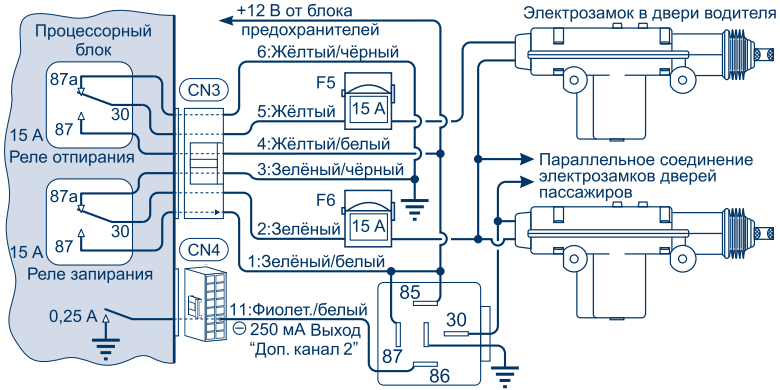 +12 В от блока
предохранителей
Электрозамок в двери водителя
Процессорный
блок
6:Жёлтый/чёрный
87а
30
87
15 А
Реле отпирания
CN3
F5
15 А
5:Жёлтый
4:Жёлтый/белый
3:Зелёный/чёрный
Параллельное соединение
электрозамков дверей
пассажиров
87а
30
87
15 А
Реле запирания
F6
15 А
2:Зелёный
CN4
1:Зелёный/белый
0,25 А
11:Фиолет./белый
⊖ 250 мА Выход
“Доп. канал 2”
85
30
87
86